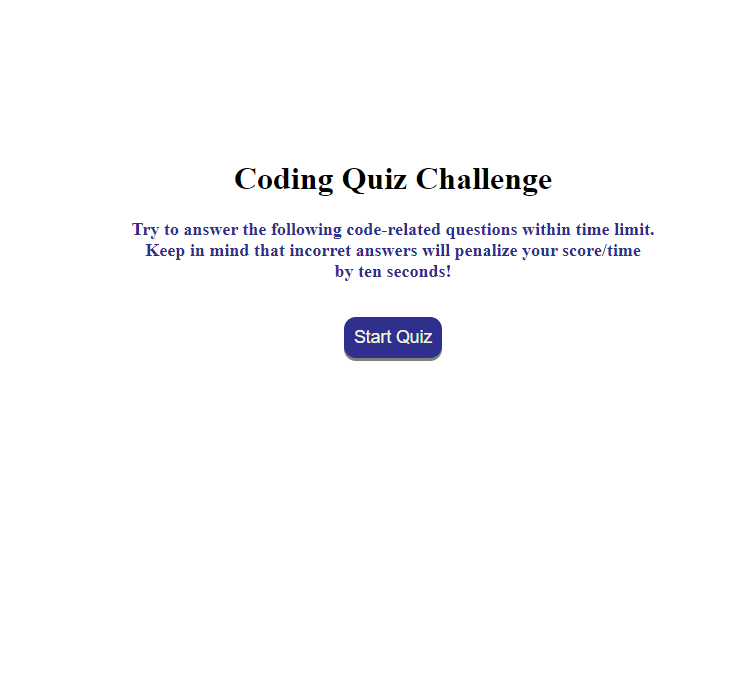 Coding Quiz Challenge
Try to answer the following code-related questions within time limit.
Keep in mind that incorret answers will penalize your score/time
by ten seconds!
Start Quiz